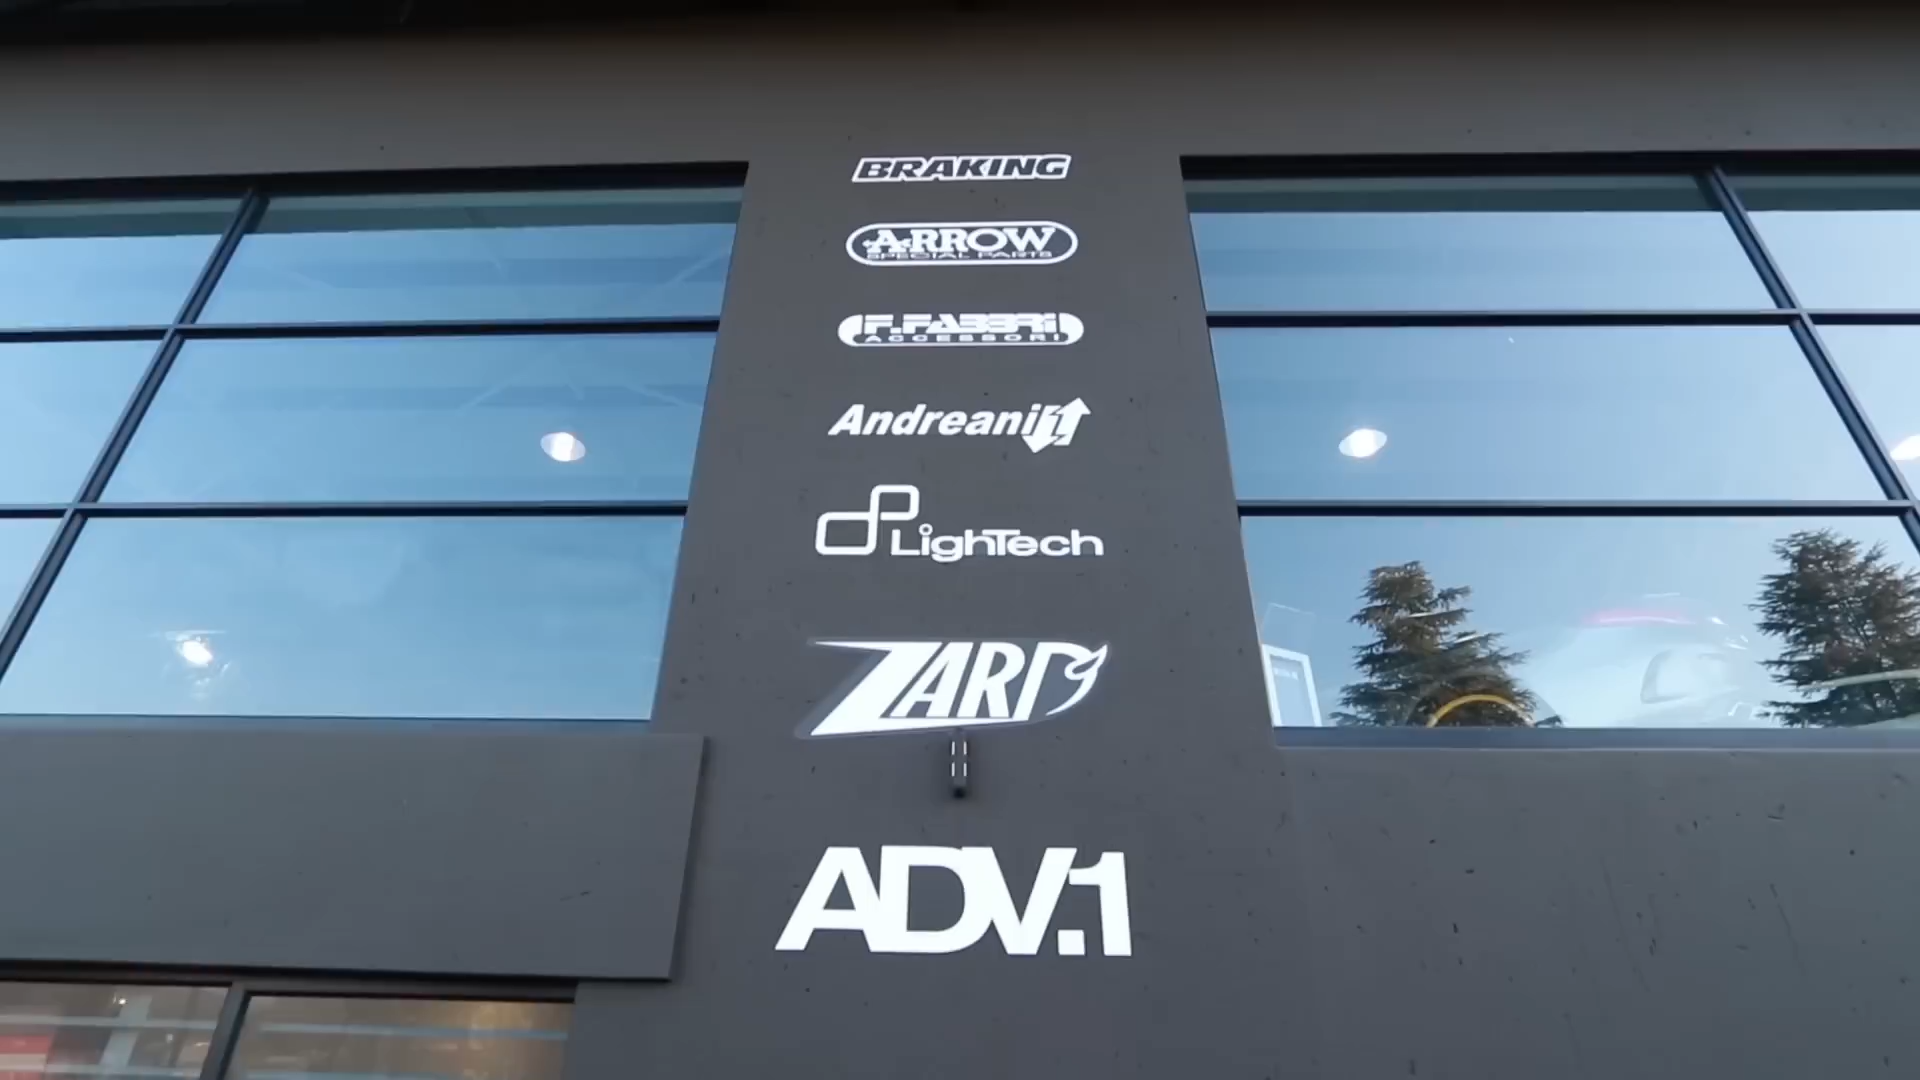 BRAKING
ARROW
SPECIAL PARTS
F.FABBRI
ACCESSORI
Andreani
LighTech
ZARD
ADV.1